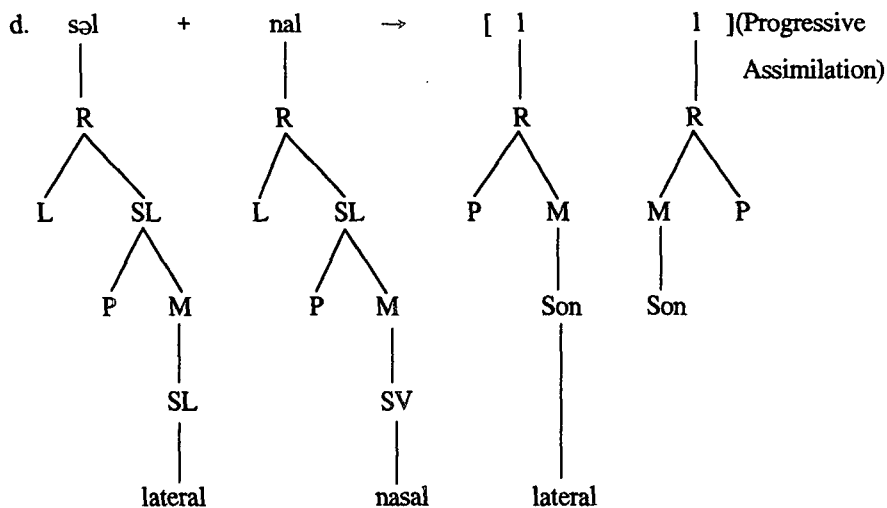 d. səl + nal → [ l l ](Progressive
Assimilation)
R R R R
L SL L SL P M M P
P M P M Son Son
SL SV
lateral nasal lateral